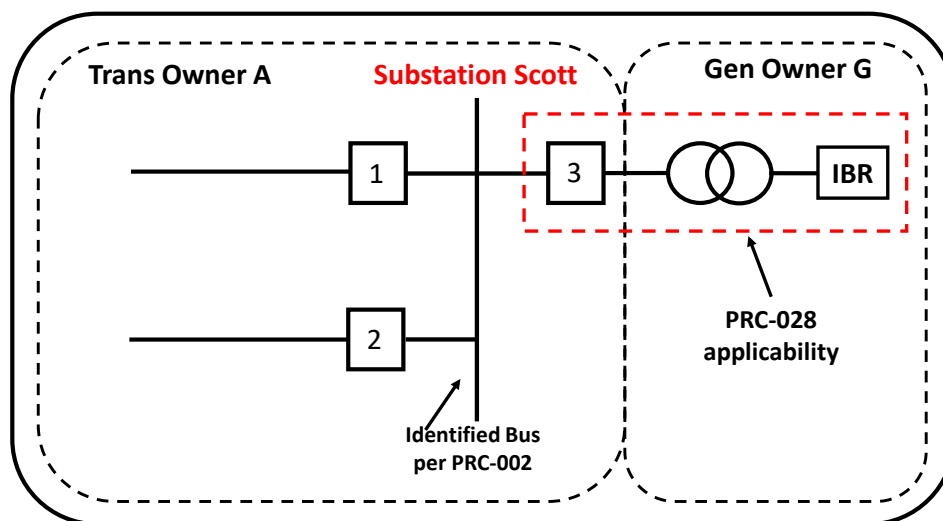 Trans Owner A
Substation Scott
Gen Owner G
1
3
IBR
2
PRC-028
applicability
Identified Bus
per PRC-002